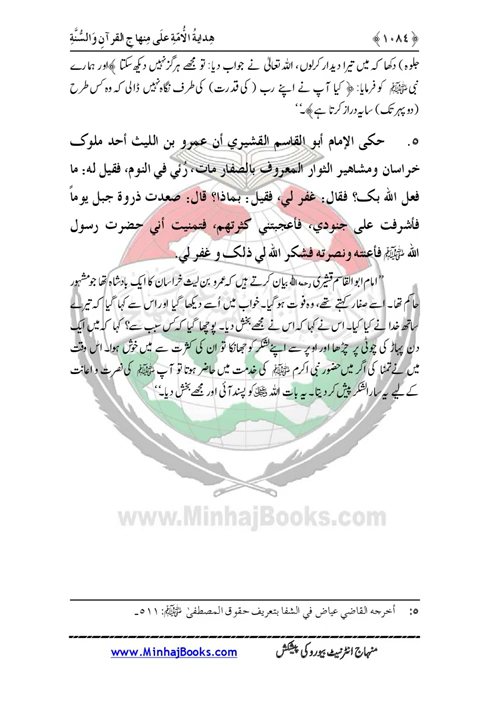 ﴿۱۰۸٤﴾ هِدايةُ الْأُمّةِ علَى مِنهاجِ القرآنِ وَالسُّنَّةِ
جلوہ) دکھا کہ میں تیرا دیدار کرلوں، اللہ تعالیٰ نے جواب دیا: تو مجھے ہرگز نہیں دیکھ سکتا ﴾اور ہمارے
نبی ﷺ کو فرمایا: ﴿کیا آپ نے اپنے رب (کی قدرت) کی طرف نگاہ نہیں ڈالی کہ وہ کس طرح
(دوپہر تک) سایہ دراز کرتا ہے﴾۔‘‘
٥. حكى الإمام أبو القاسم القشيري أن عمرو بن الليث أحد ملوك
خراسان ومشاهير الثوار المعروف بالصفار مات، رُئي في النوم، فقيل له: ما
فعل الله بك؟ فقال: غفر لي، فقيل: بماذا؟ قال: صعدت ذروة جبل يوماً
فأشرفت على جنودي، فأعجبتني كثرتهم، فتمنيت أني حضرت رسول
الله ﷺ فأعنته ونصرته فشكر الله لي ذلك و غفر لي.
’’امام ابو القاسم قشیری رحمہ اللہ بیان کرتے ہیں کہ عمرو بن لیث خراسان کا ایک بادشاہ تھا جو مشہور
حاکم تھا۔ اسے صفار کہتے تھے، وہ فوت ہو گیا۔ خواب میں اُسے دیکھا گیا اور اس سے کہا گیا کہ تیرے
ساتھ خدا نے کیا کیا۔ اس نے کہا کہ اس نے مجھے بخش دیا۔ پوچھا گیا کہ کس سبب سے؟ کہا کہ میں ایک
دن پہاڑ کی چوٹی پر چڑھا اور اوپر سے اپنے لشکر کو جھانکا تو ان کی کثرت سے میں خوش ہوا۔ اس وقت
میں نے تمنا کی اگر میں حضور نبی اکرم ﷺ کی خدمت میں حاضر ہوتا تو آپ ﷺ کی نصرت و اعانت
کے لیے یہ سارا لشکر پیش کر دیتا۔ یہ بات اللہ کو پسند آئی اور مجھے بخش دیا۔‘‘
www.MinhajBooks.com
٥: أخرجه القاضي عياض في الشفا بتعريف حقوق المصطفىٰ ﷺ: ٥١١۔
منہاج انٹرنیٹ بیورو کی پیشکش www.MinhajBooks.com